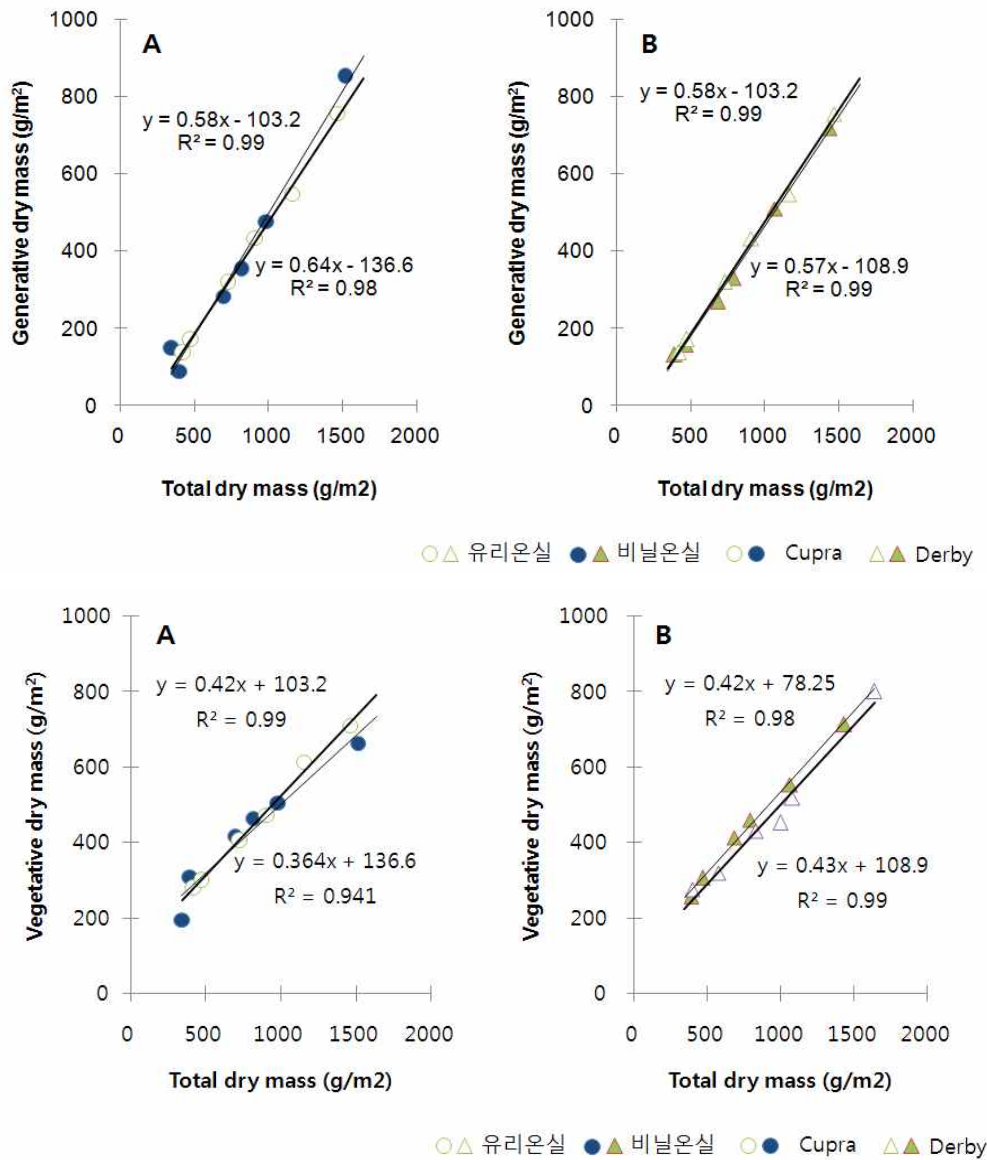 A
B
1000
800
600
400
200
0
Generative dry mass (g/m²)
y = 0.58x - 103.2
R² = 0.99
y = 0.64x - 136.6
R² = 0.98
0 500 1000 1500 2000
Total dry mass (g/m2)
1000
800
600
400
200
0
Generative dry mass (g/m²)
y = 0.58x - 103.2
R² = 0.99
y = 0.57x - 108.9
R² = 0.99
0 500 1000 1500 2000
Total dry mass (g/m2)
유리온실 비닐온실 Cupra Derby
A
B
1000
800
600
400
200
0
Vegetative dry mass (g/m²)
y = 0.42x + 103.2
R² = 0.99
y = 0.364x + 136.6
R² = 0.941
0 500 1000 1500 2000
Total dry mass (g/m2)
1000
800
600
400
200
0
Vegetative dry mass (g/m²)
y = 0.42x + 78.25
R² = 0.98
y = 0.43x + 108.9
R² = 0.99
0 500 1000 1500 2000
Total dry mass (g/m2)
유리온실 비닐온실 Cupra Derby